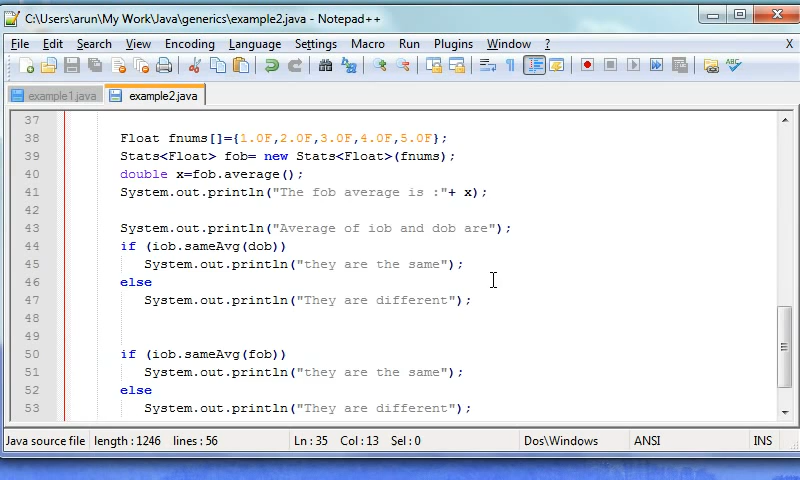 C:\Users\arun\My Work\Java\generics\example2.java - Notepad++
File Edit Search View Encoding Language Settings Macro Run Plugins Window ? X
example1.java example2.java
37
38 Float fnums[]={1.0F,2.0F,3.0F,4.0F,5.0F};
39 Stats<Float> fob= new Stats<Float>(fnums);
40 double x=fob.average();
41 System.out.println("The fob average is :"+ x);
42
43 System.out.println("Average of iob and dob are");
44 if (iob.sameAvg(dob))
45 System.out.println("they are the same");
46 else
47 System.out.println("They are different");
48
49
50 if (iob.sameAvg(fob))
51 System.out.println("they are the same");
52 else
53 System.out.println("They are different");
Java source file length : 1246 lines : 56 Ln : 35 Col : 13 Sel : 0 Dos\Windows ANSI INS